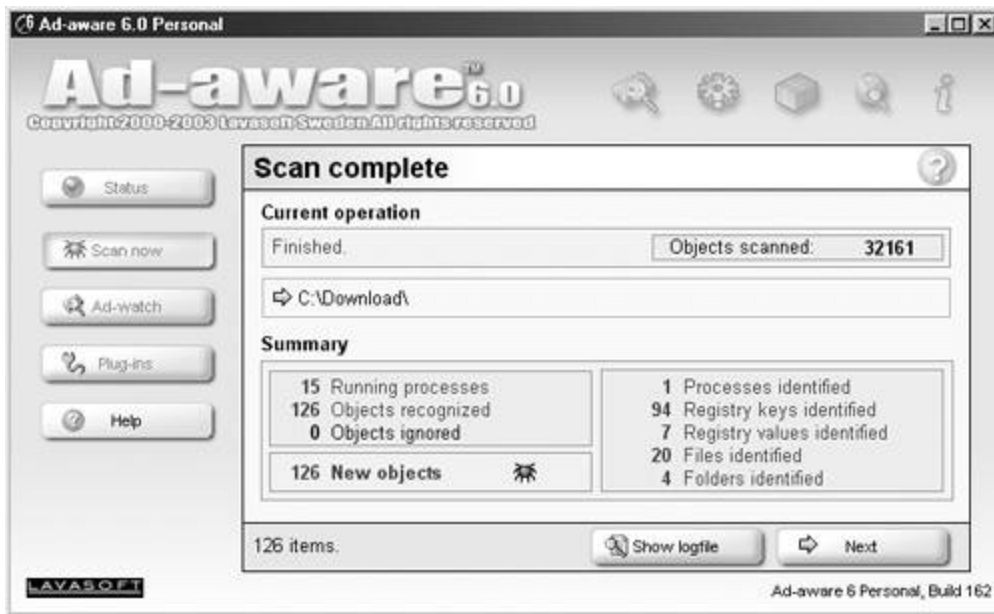 Ad-aware 6.0 Personal
Ad-aware 6.0
TM
Copyright 2000-2003 Lavasoft Sweden. All rights reserved
Status
Scan now
Ad-watch
Plug-ins
Help
Scan complete
Current operation
Finished.
Objects scanned: 32161
C:\Download\
Summary
15 Running processes
126 Objects recognized
0 Objects ignored
126 New objects
1 Processes identified
94 Registry keys identified
7 Registry values identified
20 Files identified
4 Folders identified
126 items.
Show logfile
Next
LAVASOFT
Ad-aware 6 Personal, Build 162